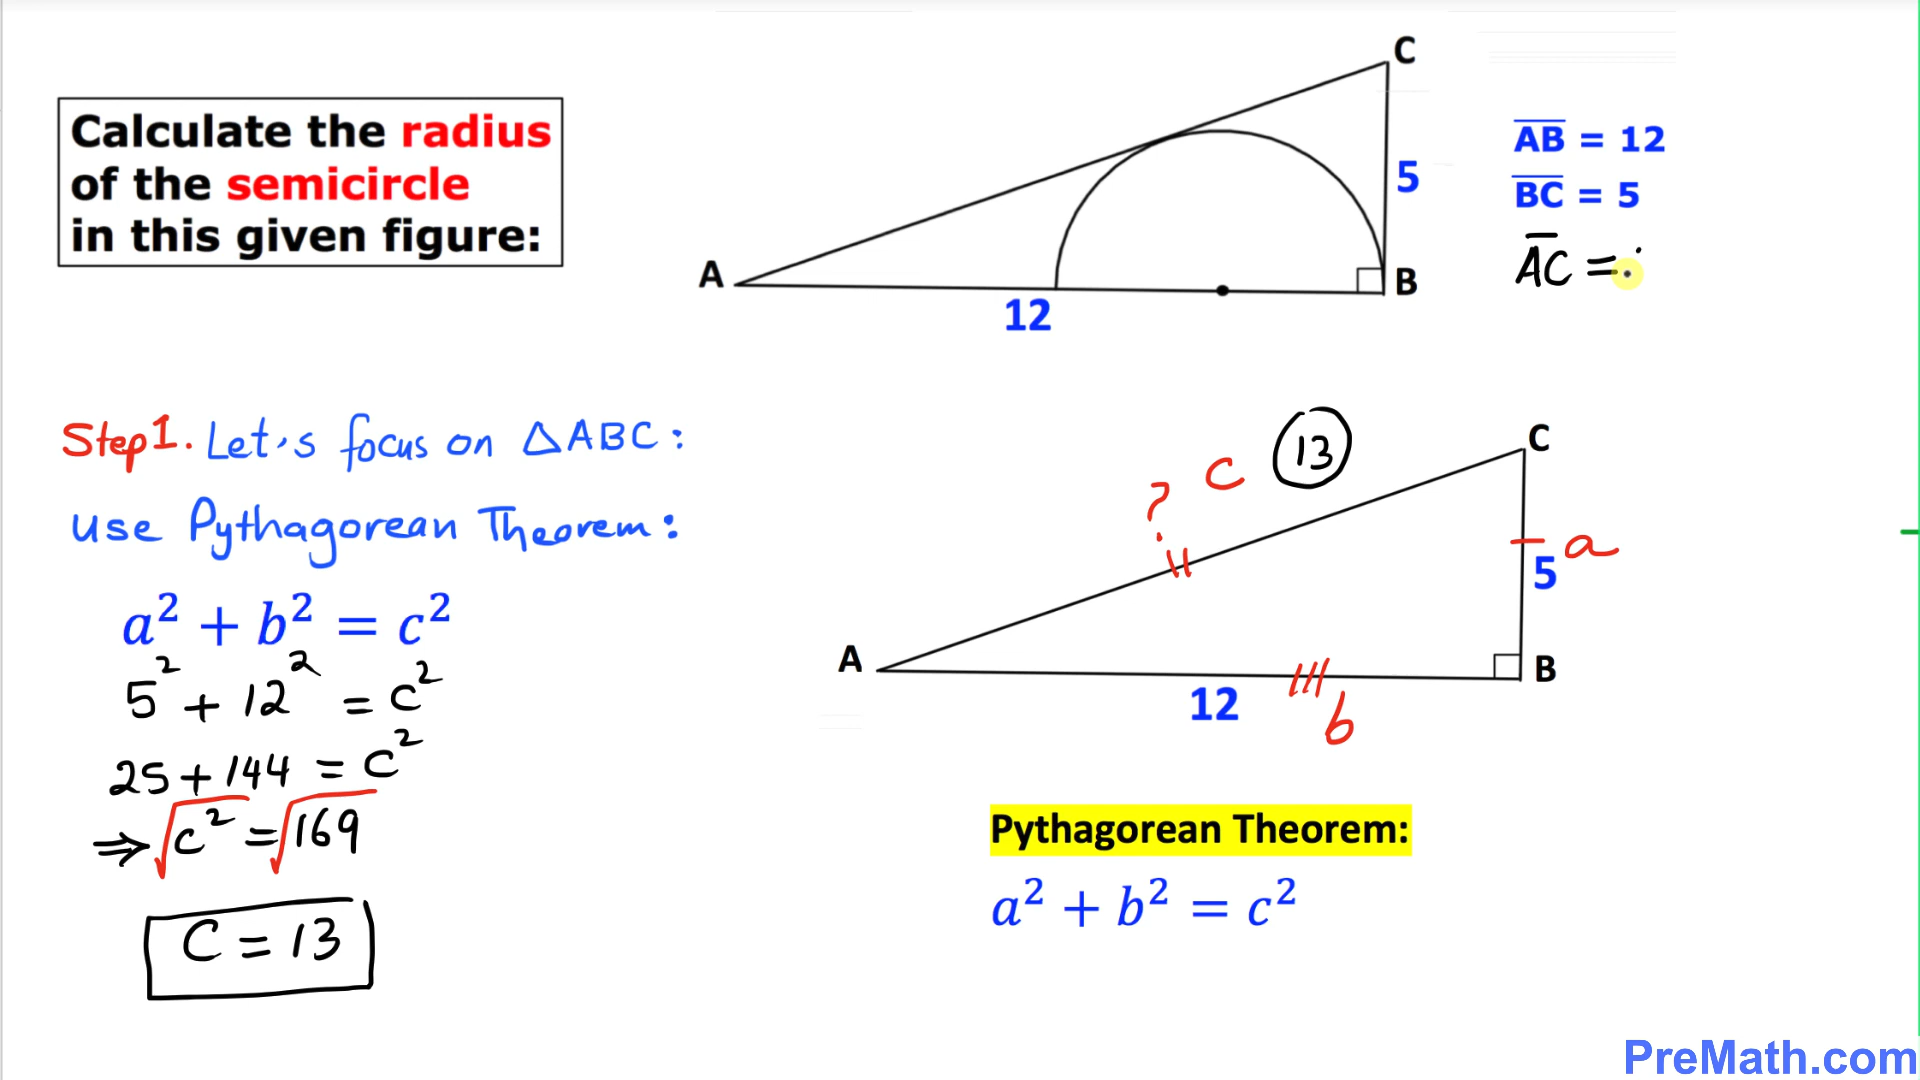 Calculate the radius
of the semicircle
in this given figure:
C
5
A
B
12
AB = 12
BC = 5
AC =
Step 1. Let's focus on △ABC:
use Pythagorean Theorem:
a² + b² = c²
5² + 12² = c²
25 + 144 = c²
⇒ √c² = √169
C = 13
? c 13
C
a
5
A
B
12
b
Pythagorean Theorem:
a² + b² = c²
PreMath.com